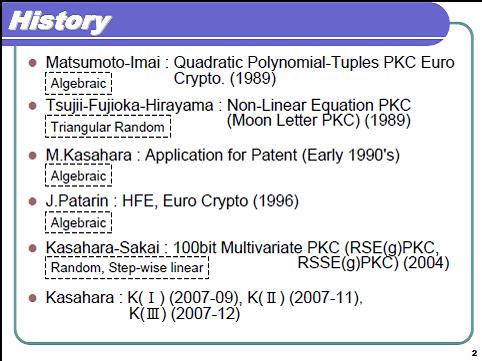 History
● Matsumoto-Imai : Quadratic Polynomial-Tuples PKC Euro
Crypto. (1989)
Algebraic
● Tsujii-Fujioka-Hirayama : Non-Linear Equation PKC
(Moon Letter PKC) (1989)
Triangular Random
● M.Kasahara : Application for Patent (Early 1990's)
Algebraic
● J.Patarin : HFE, Euro Crypto (1996)
Algebraic
● Kasahara-Sakai : 100bit Multivariate PKC (RSE(g)PKC,
RSSE(g)PKC) (2004)
Random, Step-wise linear
● Kasahara : K(Ⅰ) (2007-09), K(Ⅱ) (2007-11),
K(Ⅲ) (2007-12)
2